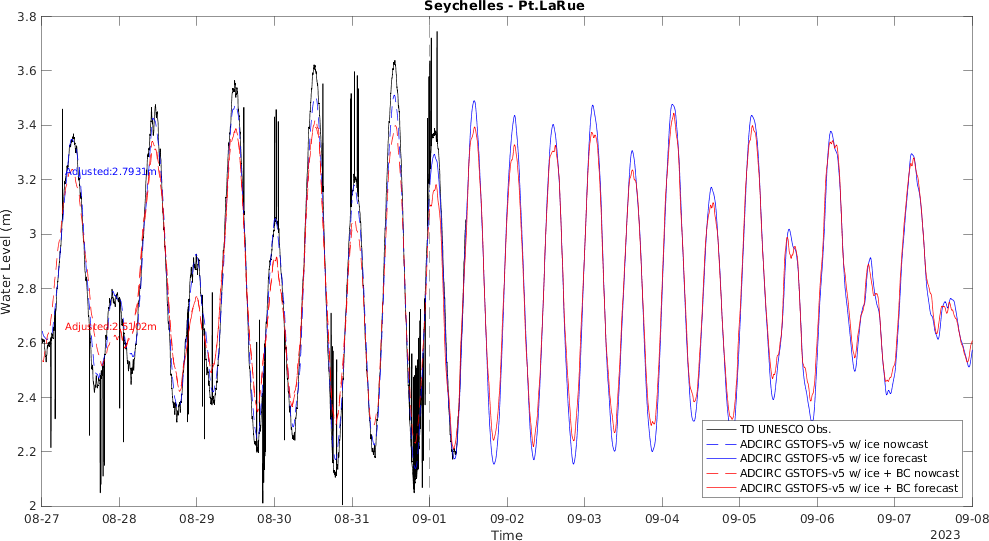 Seychelles - Pt.LaRue
3.8
3.6
3.4
3.2
3
2.8
2.6
2.4
2.2
2
Water Level (m)
Adjusted:2.7931m
Adjusted:2.6102m
TD UNESCO Obs.
ADCIRC GSTOFS-v5 w/ ice nowcast
ADCIRC GSTOFS-v5 w/ ice forecast
ADCIRC GSTOFS-v5 w/ ice + BC nowcast
ADCIRC GSTOFS-v5 w/ ice + BC forecast
08-27 08-28 08-29 08-30 08-31 09-01 09-02 09-03 09-04 09-05 09-06 09-07 09-08
Time
2023